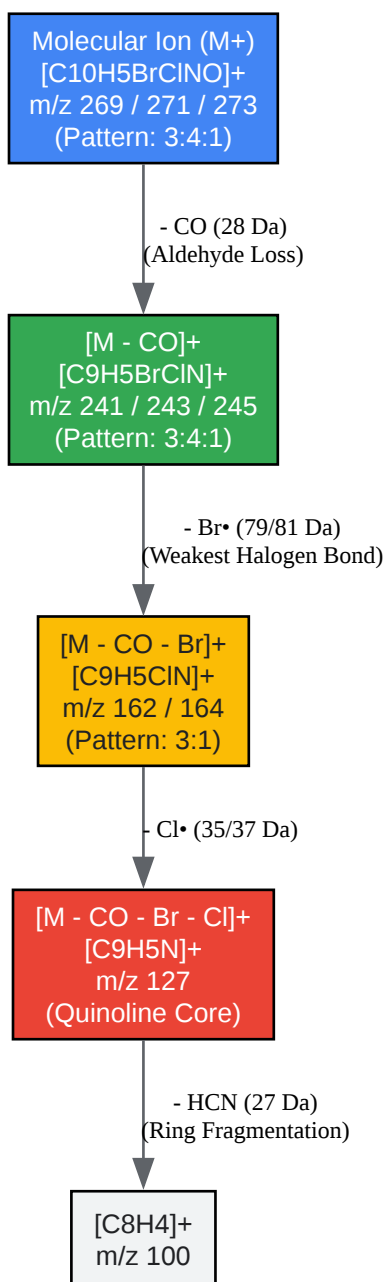 Molecular Ion (M+)
[C10H5BrClNO]+
m/z 269 / 271 / 273
(Pattern: 3:4:1)
- CO (28 Da)
(Aldehyde Loss)
[M - CO]+
[C9H5BrClN]+
m/z 241 / 243 / 245
(Pattern: 3:4:1)
- Br• (79/81 Da)
(Weakest Halogen Bond)
[M - CO - Br]+
[C9H5ClN]+
m/z 162 / 164
(Pattern: 3:1)
- Cl• (35/37 Da)
[M - CO - Br - Cl]+
[C9H5N]+
m/z 127
(Quinoline Core)
- HCN (27 Da)
(Ring Fragmentation)
[C8H4]+
m/z 100